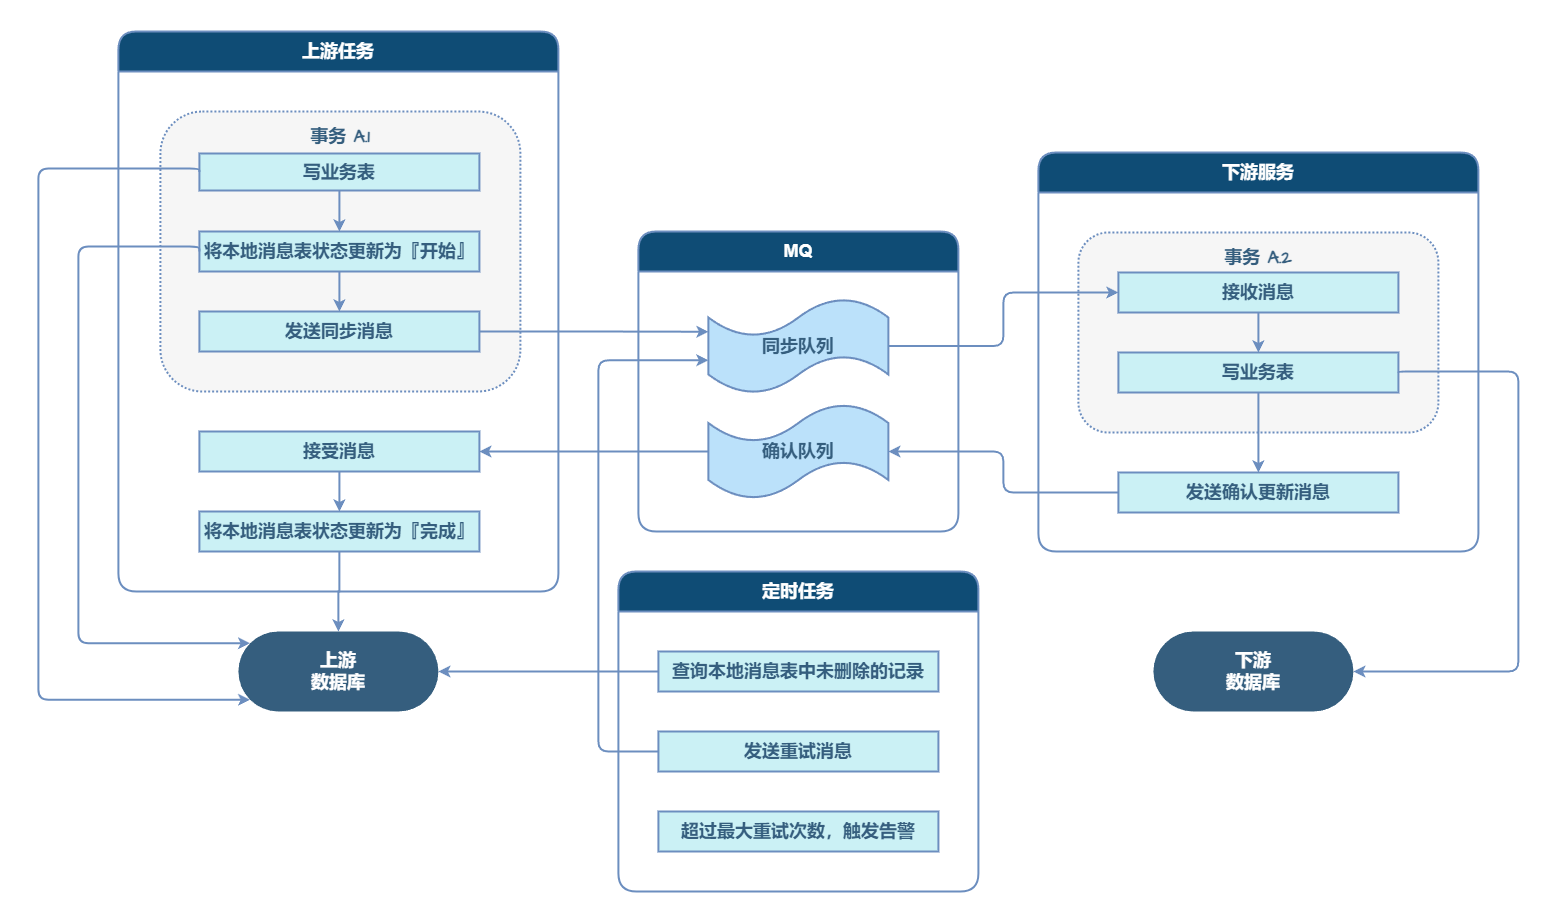 上游任务
事务 A1
写业务表
将本地消息表状态更新为『开始』
发送同步消息
接受消息
将本地消息表状态更新为『完成』
上游
数据库
MQ
同步队列
确认队列
定时任务
查询本地消息表中未删除的记录
发送重试消息
超过最大重试次数，触发告警
下游服务
事务 A2
接收消息
写业务表
发送确认更新消息
下游
数据库